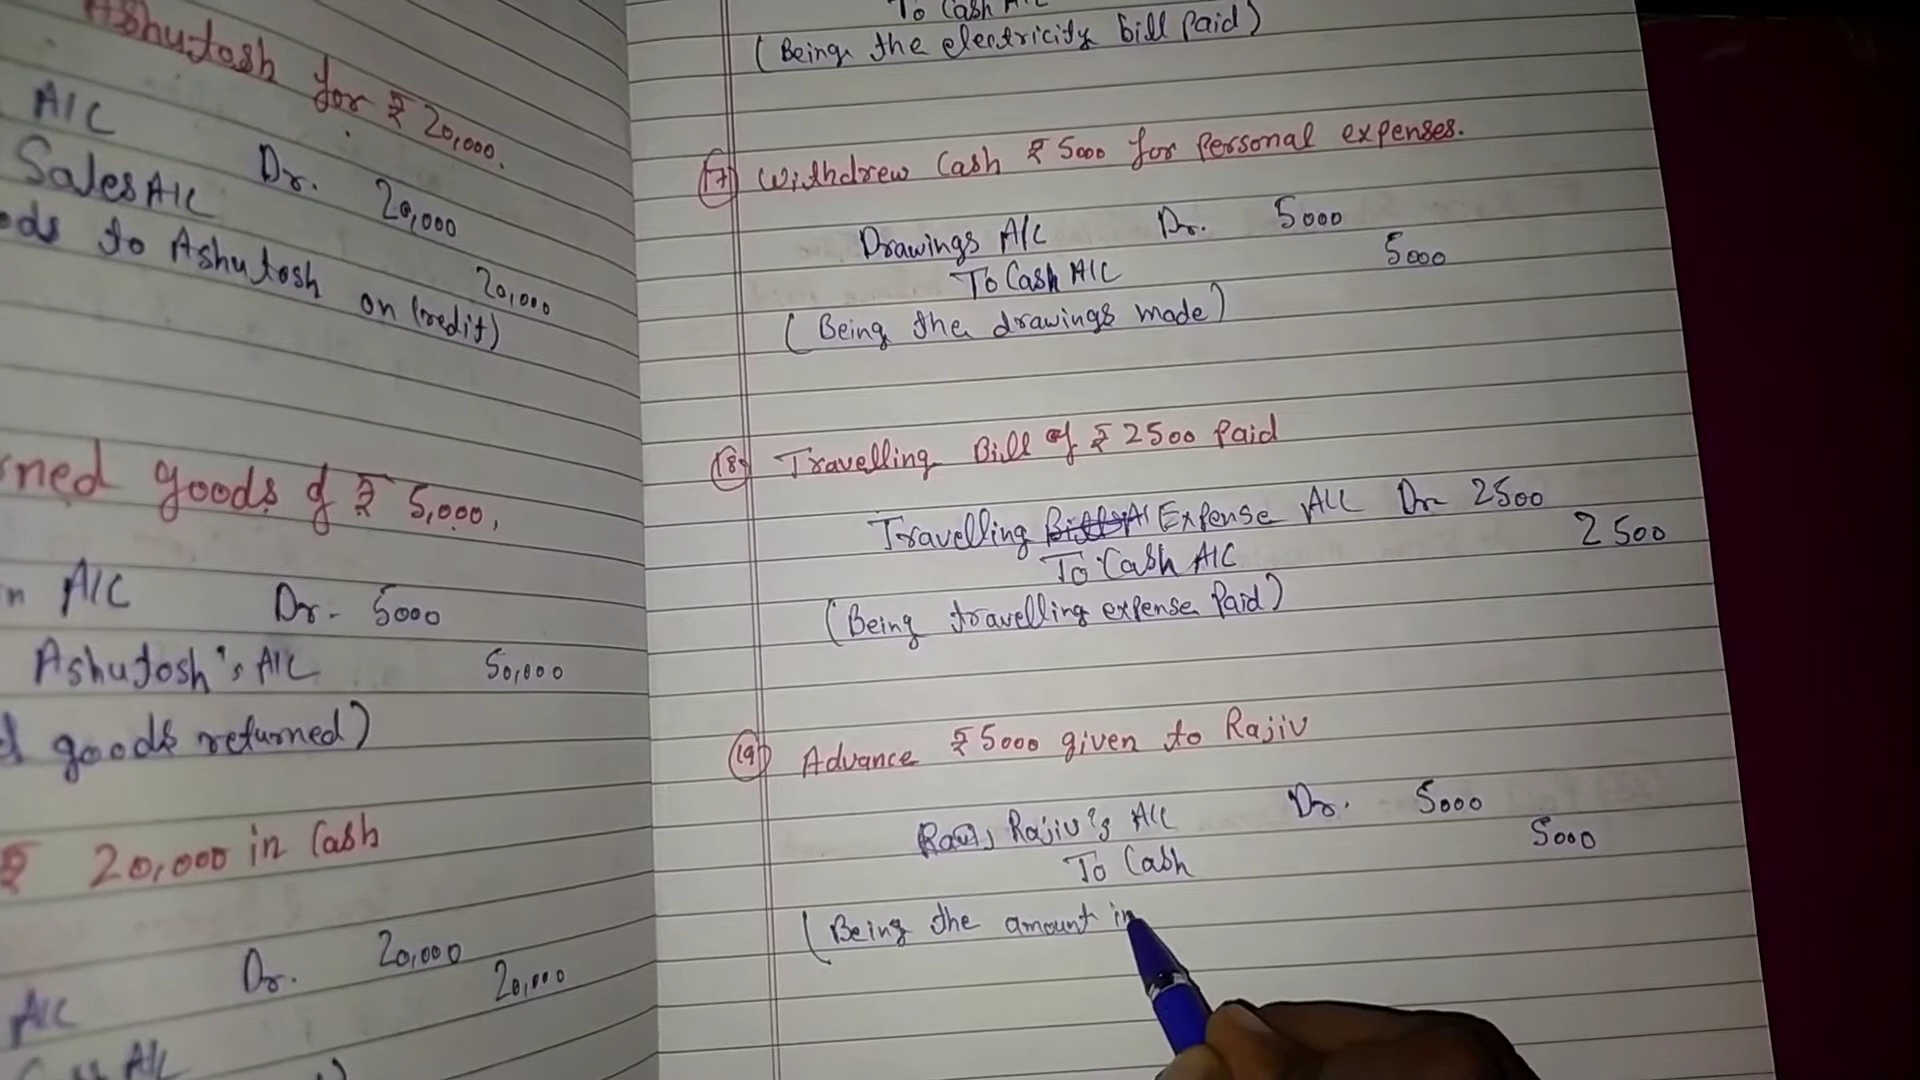 Ashutosh for ₹ 20,000.
A/C Dr. 20,000
Sales A/C 20,000
ods to Ashutosh on credit)
rned goods of ₹ 5,000,
n A/C Dr. 5000
Ashutosh's A/C 50,000
d goods returned)
₹ 20,000 in Cash
A/C Dr. 20,000
A/C 20,000
To Cash A/C
(Being the electricity bill Paid)
17) Withdrew Cash ₹ 5000 for Personal expenses.
Drawings A/C Dr. 5000
To Cash A/C 5000
(Being the drawings made)
18) Travelling Bill of ₹ 2500 Paid
Travelling Expense A/C Dr 2500
To Cash A/C 2500
(Being travelling expense Paid)
19) Advance ₹ 5000 given to Rajiv
Rajiv's A/C Dr. 5000
To Cash 5000
(Being the amount in